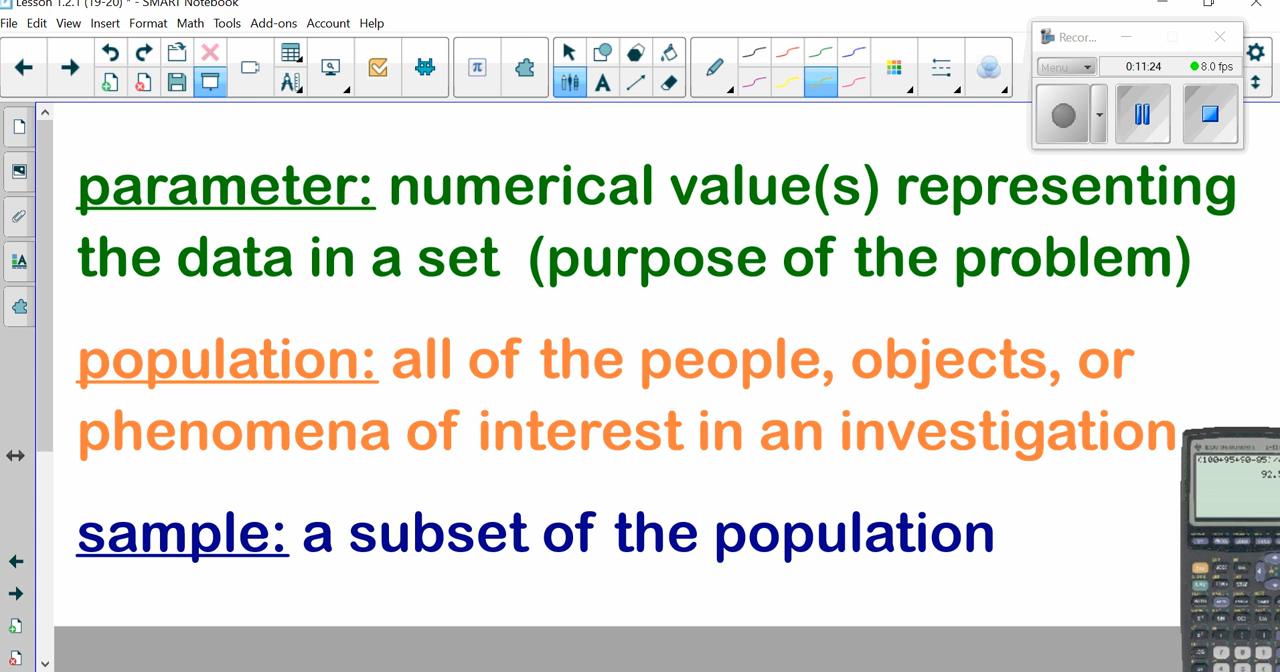 Lesson 1.2.1 (19-20) * - SMART Notebook
File Edit View Insert Format Math Tools Add-ons Account Help
Recor...
Menu
0:11:24
8.0 fps
parameter: numerical value(s) representing
the data in a set (purpose of the problem)
population: all of the people, objects, or
phenomena of interest in an investigation
sample: a subset of the population